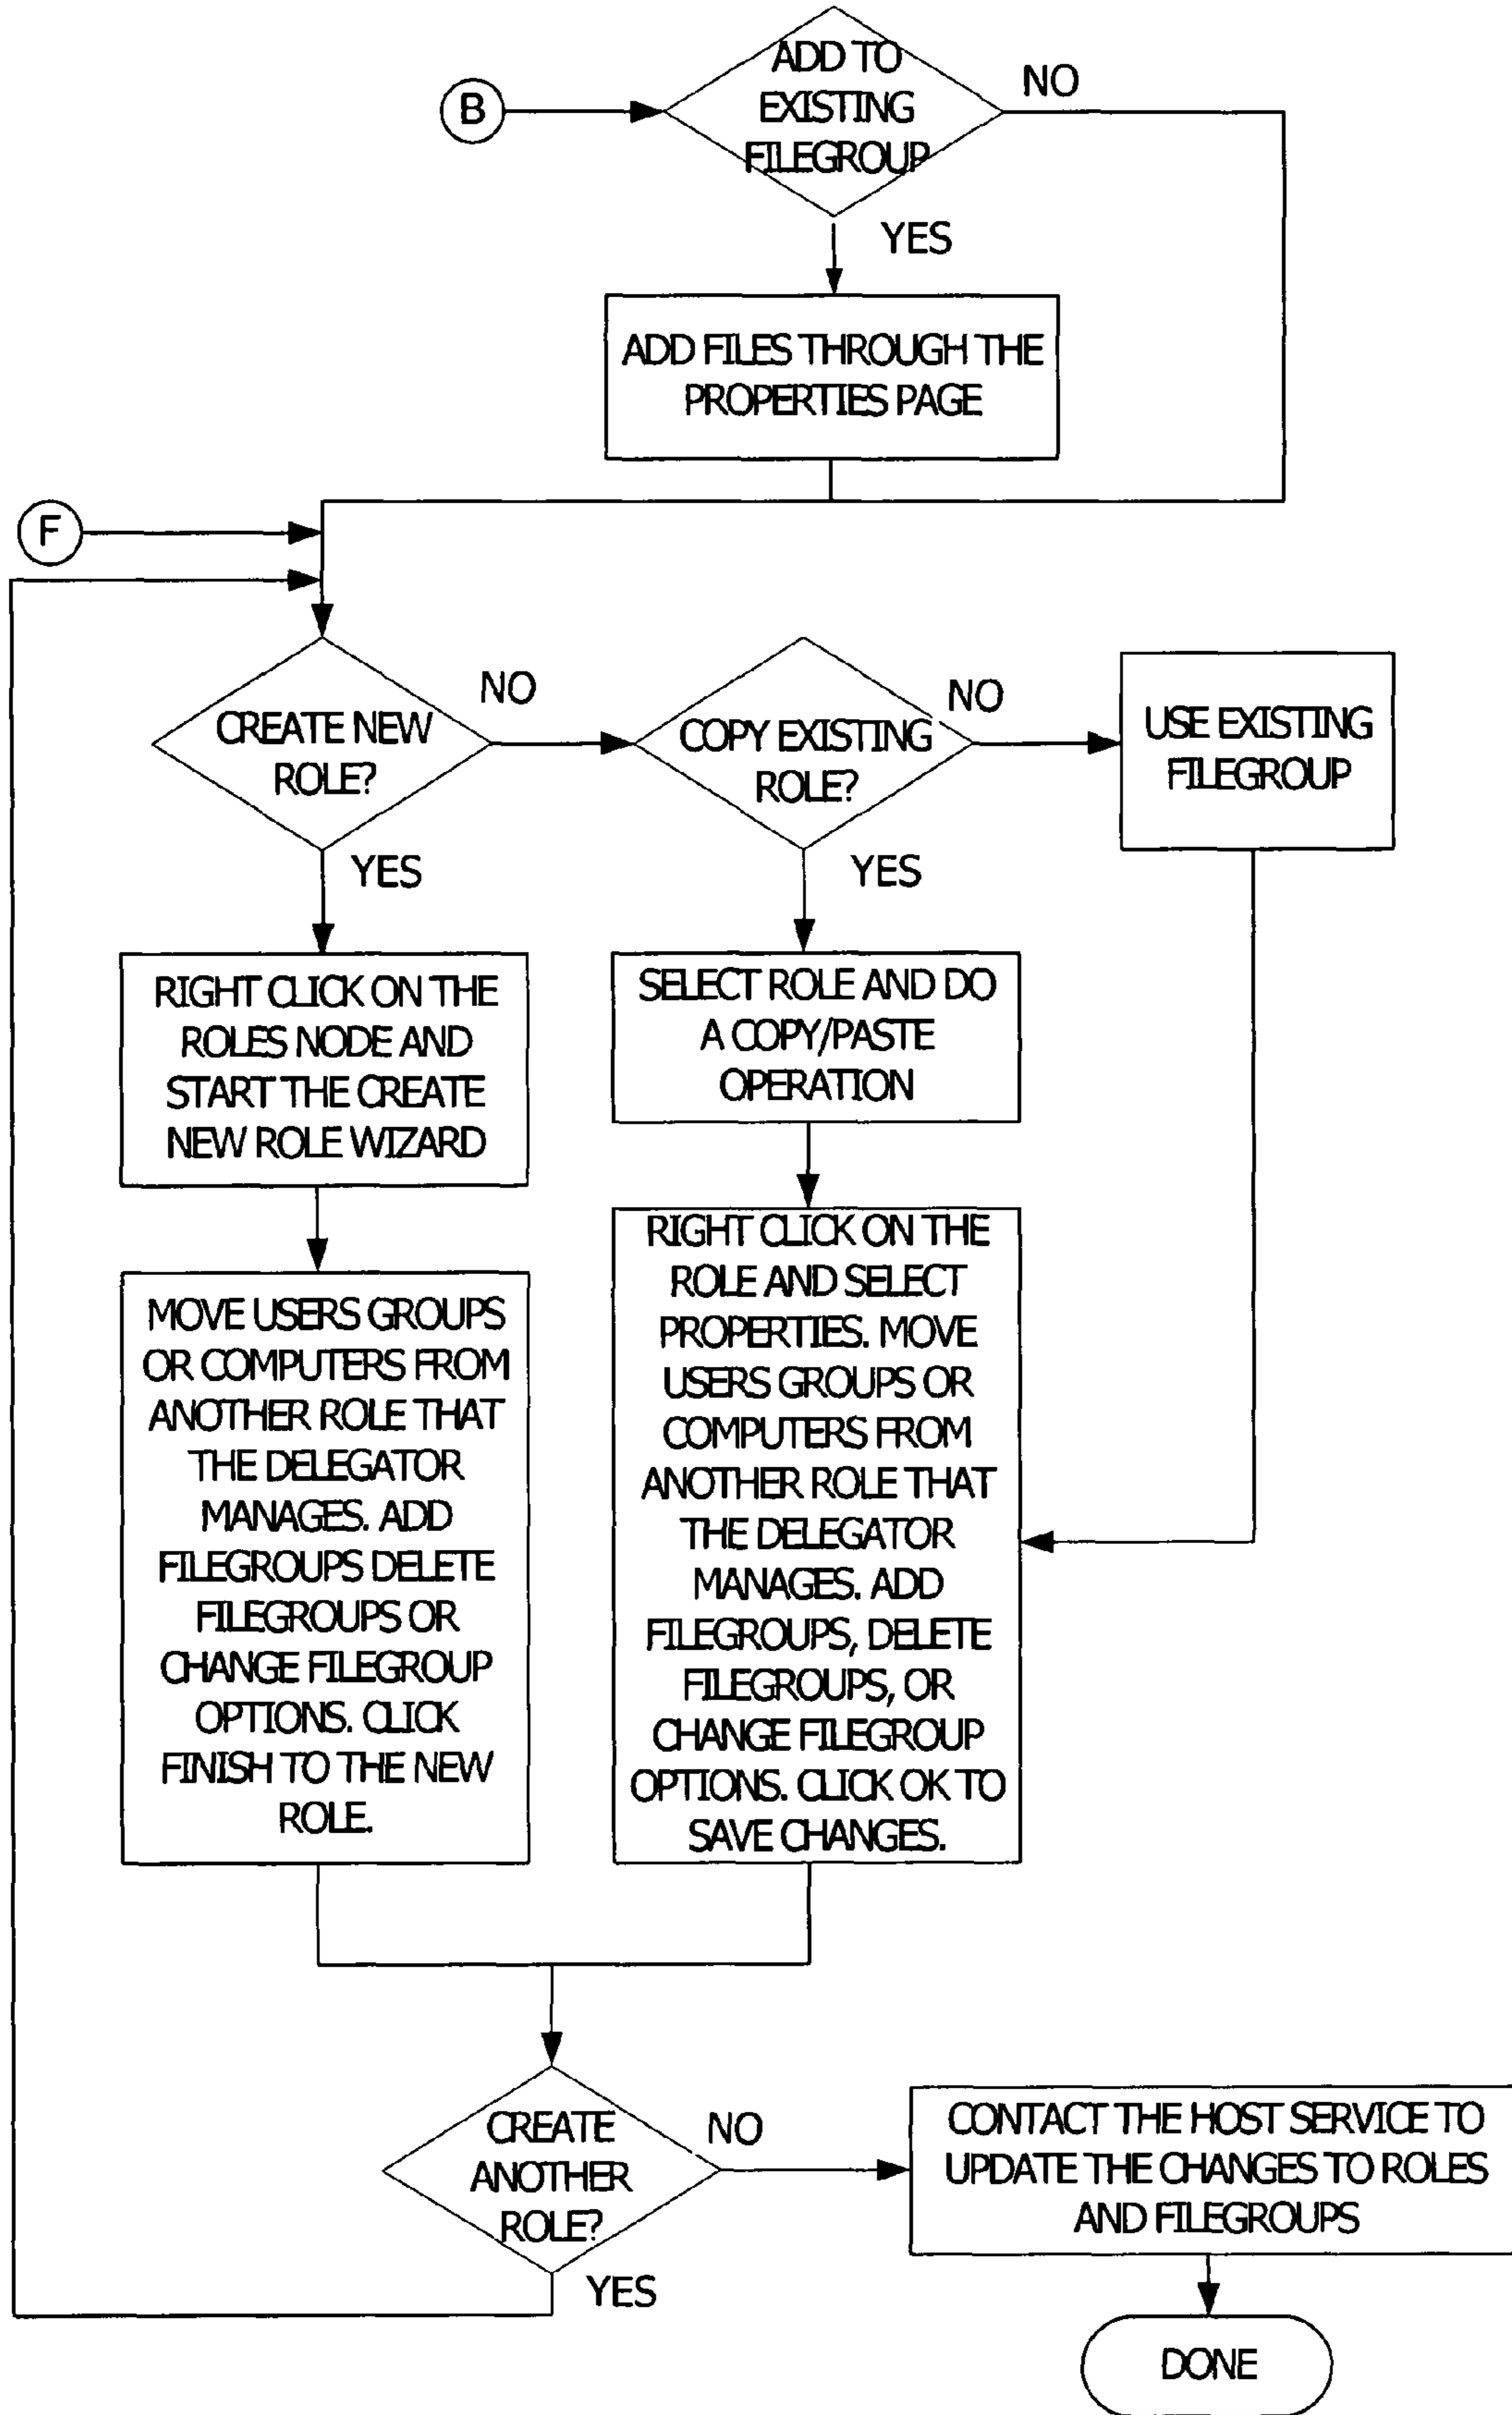 ADD TO
EXISTING
FILEGROUP
NO
B
YES
ADD FILES THROUGH THE
PROPERTIES PAGE
F
CREATE NEW
ROLE?
NO
COPY EXISTING
ROLE?
NO
USE EXISTING
FILEGROUP
YES
YES
RIGHT CLICK ON THE
ROLES NODE AND
START THE CREATE
NEW ROLE WIZARD
SELECT ROLE AND DO
A COPY/PASTE
OPERATION
MOVE USERS GROUPS
OR COMPUTERS FROM
ANOTHER ROLE THAT
THE DELEGATOR
MANAGES. ADD
FILEGROUPS DELETE
FILEGROUPS OR
CHANGE FILEGROUP
OPTIONS. CLICK
FINISH TO THE NEW
ROLE.
RIGHT CLICK ON THE
ROLE AND SELECT
PROPERTIES. MOVE
USERS GROUPS OR
COMPUTERS FROM
ANOTHER ROLE THAT
THE DELEGATOR
MANAGES. ADD
FILEGROUPS, DELETE
FILEGROUPS, OR
CHANGE FILEGROUP
OPTIONS. CLICK OK TO
SAVE CHANGES.
CREATE
ANOTHER
ROLE?
NO
YES
CONTACT THE HOST SERVICE TO
UPDATE THE CHANGES TO ROLES
AND FILEGROUPS
DONE